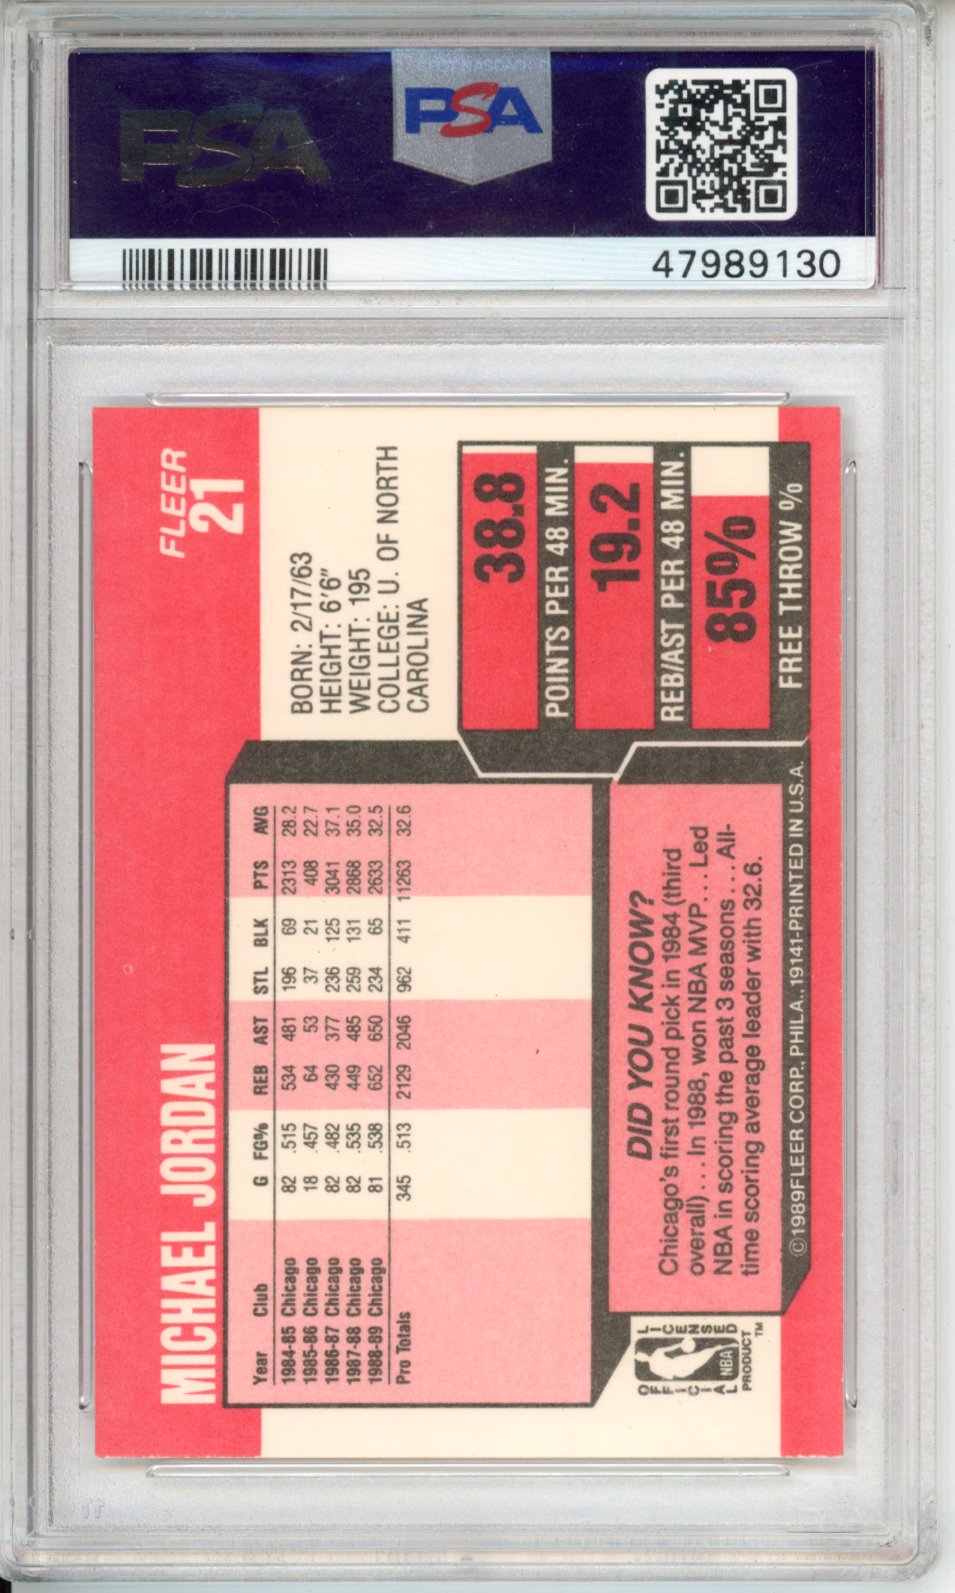 PSA
PSA
47989130
FLEER
21
MICHAEL JORDAN
BORN: 2/17/63
HEIGHT: 6'6"
WEIGHT: 195
COLLEGE: U. OF NORTH
CAROLINA
Year Club G FG% REB AST STL BLK PTS AVG
1984-85 Chicago 82 .515 534 481 196 69 2313 28.2
1985-86 Chicago 18 .457 64 53 37 21 408 22.7
1986-87 Chicago 82 .482 430 377 236 125 3041 37.1
1987-88 Chicago 82 .535 449 485 259 131 2868 35.0
1988-89 Chicago 81 .538 652 650 234 65 2633 32.5
Pro Totals 345 .513 2129 2046 962 411 11263 32.6
38.8
POINTS PER 48 MIN.
19.2
REB/AST PER 48 MIN.
85%
FREE THROW %
DID YOU KNOW?
Chicago's first round pick in 1984 (third
overall)...In 1988, won NBA MVP...Led
NBA in scoring the past 3 seasons...All-
time scoring average leader with 32.6.
OFFICIAL LICENSED
NBA
PRODUCT™
©1989 FLEER CORP., PHILA., 19141-PRINTED IN U.S.A.